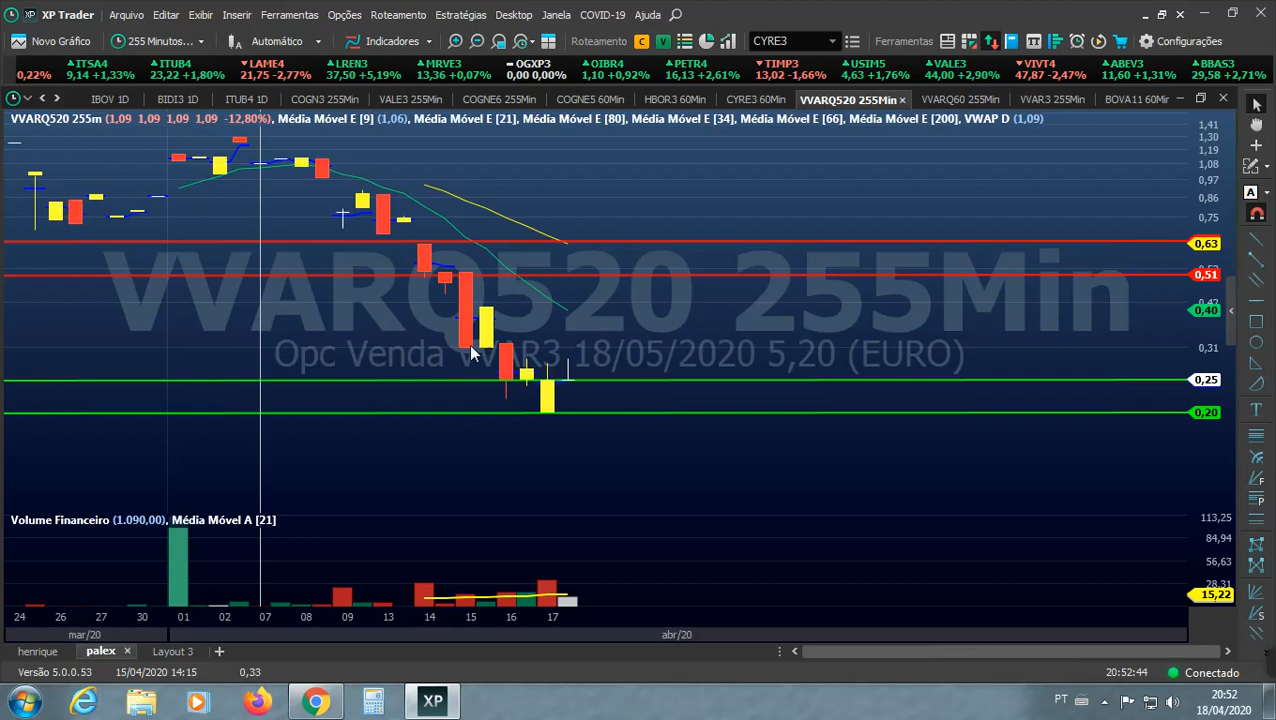 XP Trader Arquivo Editar Exibir Inserir Ferramentas Opções Roteamento Estratégias Desktop Janela COVID-19 Ajuda
Novo Gráfico 255 Minutos... Automático Indicadores Roteamento C V CYRE3 Ferramentas Configurações
ITSA4 ITUB4 LAME4 LREN3 MRVE3 OGXP3 OIBR4 PETR4 TIMP3 USIM5 VALE3 VIVT4 ABEV3 BBAS3
0,22% 9,14 +1,33% 23,22 +1,80% 21,75 -2,77% 37,50 +5,19% 13,36 +0,07% 0,00 0,00% 1,10 +0,92% 16,13 +2,61% 13,02 -1,66% 4,63 +1,76% 44,00 +2,90% 47,87 -2,47% 11,60 +1,31% 29,58 +2,71%
IBOV 1D BIDI3 1D ITUB4 1D COGN3 255Min VALE3 255Min COGNE6 255Min COGNE5 60Min HBOR3 60Min CYRE3 60Min VVARQ520 255Min VVARQ60 255Min VVAR3 255Min BOVA11 60Min
VVARQ520 255m (1,09 1,09 1,09 1,09 -12,80%), Média Móvel E [9] (1,06), Média Móvel E [21], Média Móvel E [80], Média Móvel E [34], Média Móvel E [66], Média Móvel E [200], VWAP D (1,09)
1,41
1,30
1,19
1,08
0,97
0,86
0,75
0,63
0,51
0,42
0,40
0,31
0,25
0,20
VVARQ520 255Min
Opc Venda VVAR3 18/05/2020 5,20 (EURO)
Volume Financeiro (1.090,00), Média Móvel A [21]
113,25
84,94
56,63
28,31
15,22
24 26 27 30 01 02 07 08 09 13 14 15 16 17
mar/20 abr/20
henrique palex Layout 3
Versão 5.0.0.53 15/04/2020 14:15 0,33 20:52:44 Conectado
PT 20:52
18/04/2020